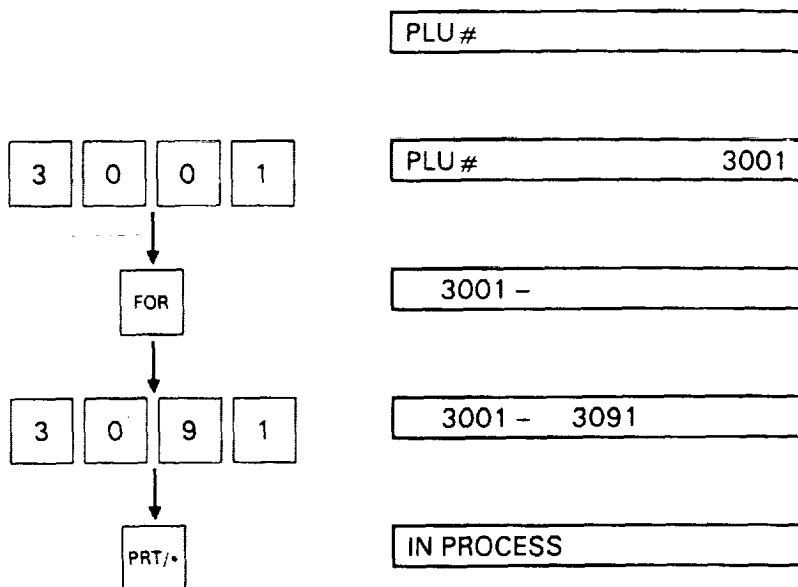 PLU #
3 0 0 1 PLU # 3001
FOR 3001 –
3 0 9 1 3001 – 3091
PRT/• IN PROCESS